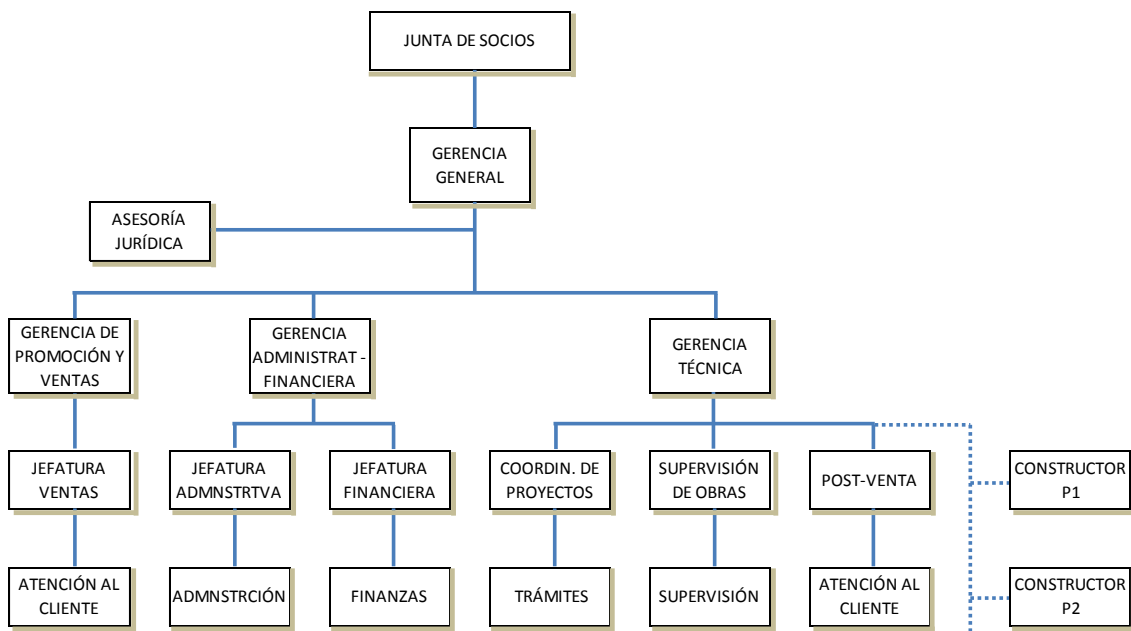 JUNTA DE SOCIOS
GERENCIA
GENERAL
ASESORÍA
JURÍDICA
GERENCIA DE
PROMOCIÓN Y
VENTAS
GERENCIA
ADMINISTRAT -
FINANCIERA
GERENCIA
TÉCNICA
JEFATURA
VENTAS
JEFATURA
ADMNSTRTVA
JEFATURA
FINANCIERA
COORDIN. DE
PROYECTOS
SUPERVISIÓN
DE OBRAS
POST-VENTA
CONSTRUCTOR
P1
ATENCIÓN AL
CLIENTE
ADMNSTRCIÓN
FINANZAS
TRÁMITES
SUPERVISIÓN
ATENCIÓN AL
CLIENTE
CONSTRUCTOR
P2